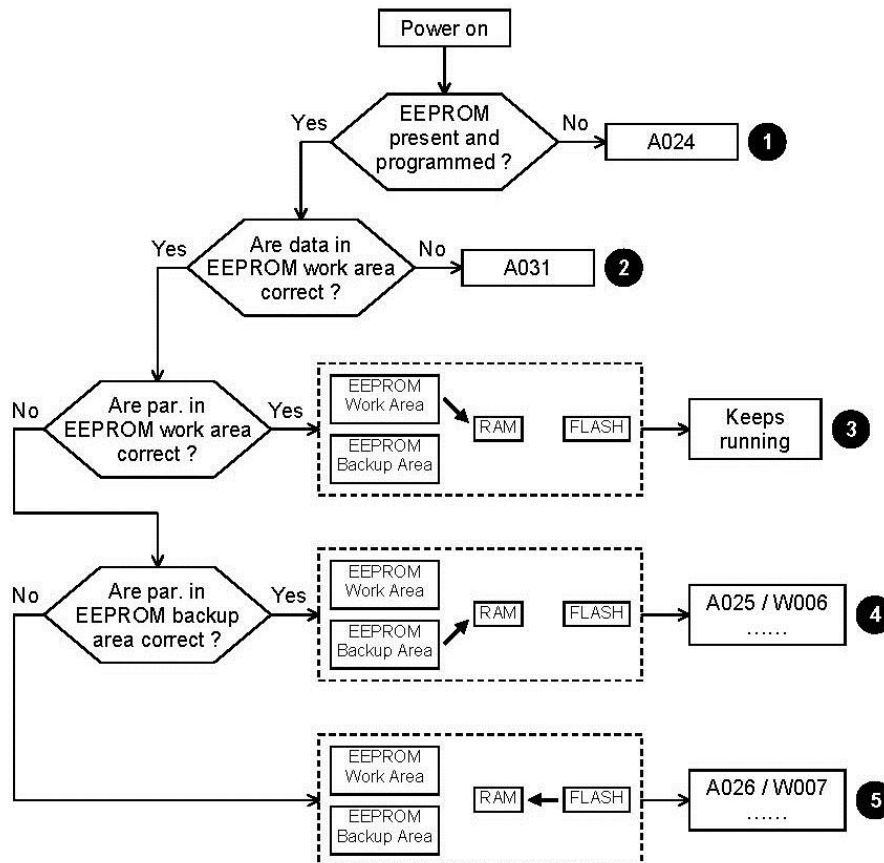 Power on
EEPROM
present and
programmed ?
Yes
No
A024
1
Are data in
EEPROM work area
correct ?
Yes
No
A031
2
Are par. in
EEPROM work area
correct ?
No
Yes
EEPROM
Work Area
EEPROM
Backup Area
RAM
FLASH
Keeps
running
3
Are par. in
EEPROM backup
area correct ?
No
Yes
EEPROM
Work Area
EEPROM
Backup Area
RAM
FLASH
A025 / W006
......
4
EEPROM
Work Area
EEPROM
Backup Area
RAM
FLASH
A026 / W007
......
5